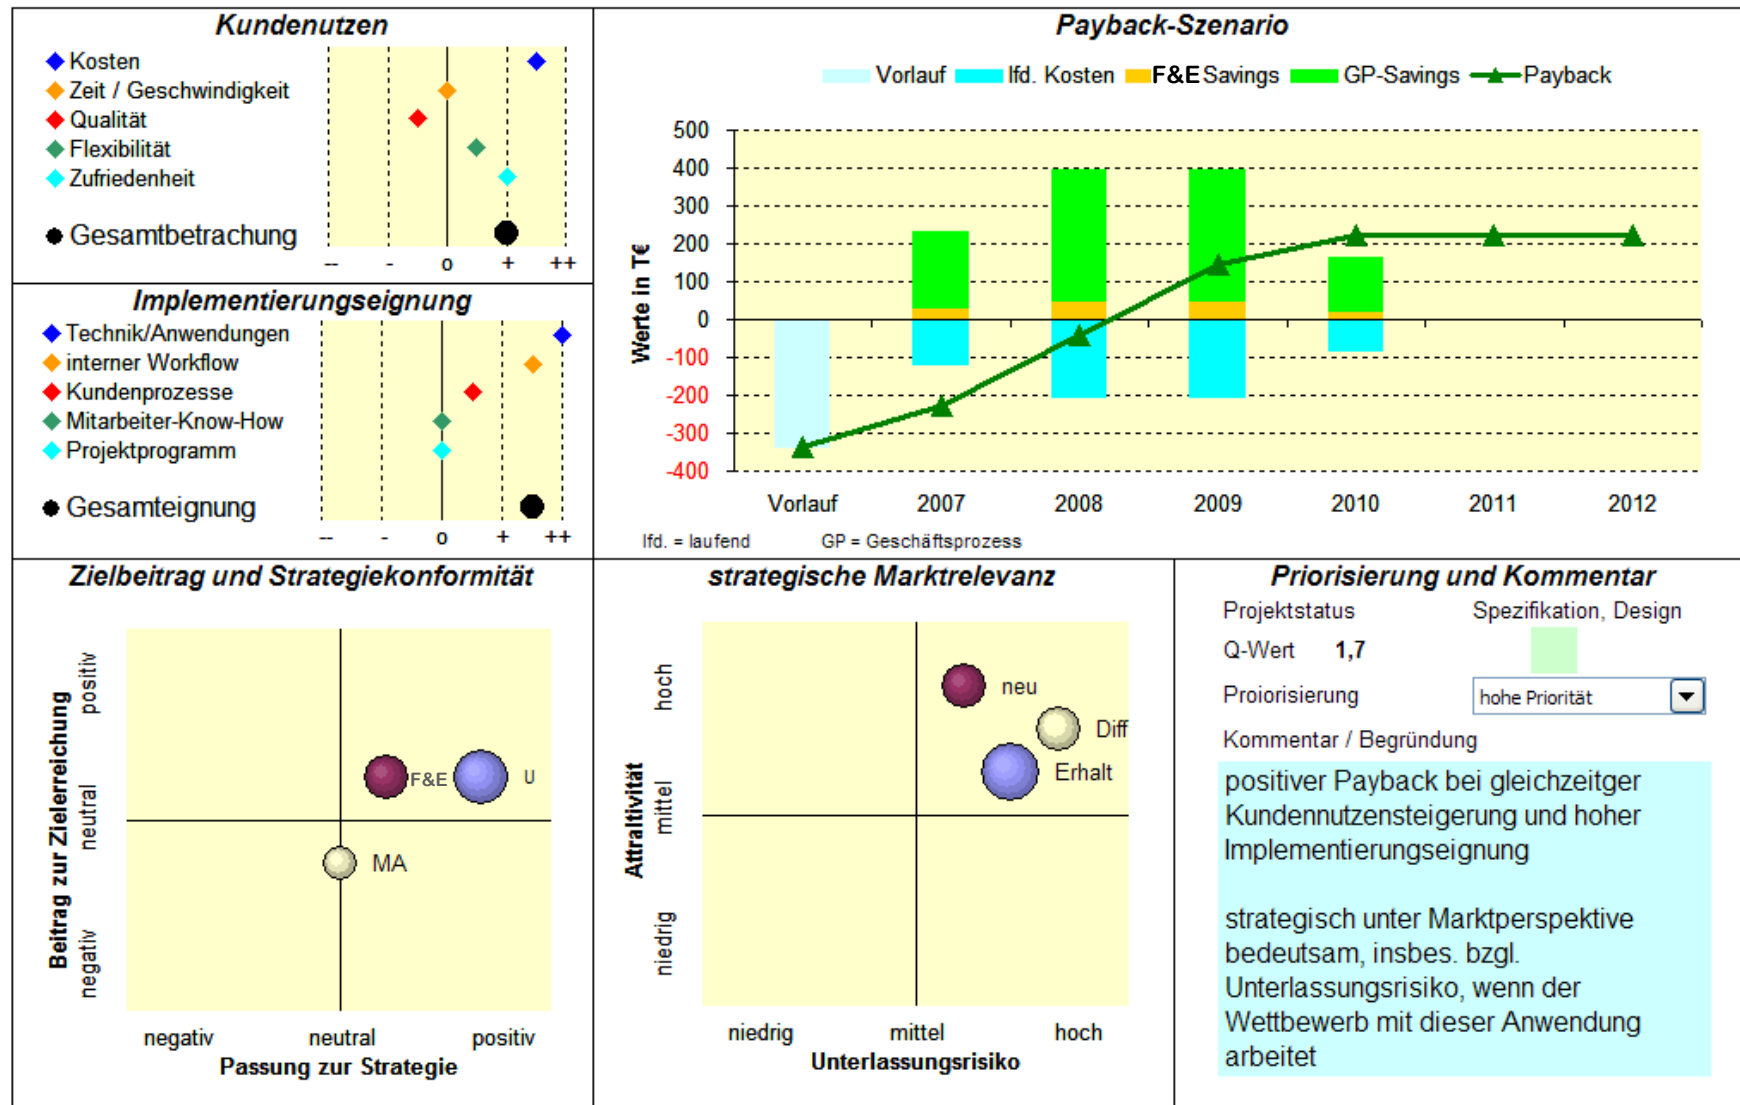 Kundenutzen
Kosten
Zeit / Geschwindigkeit
Qualität
Flexibilität
Zufriedenheit
Gesamtbetrachung
-- - 0 + ++
Implementierungseignung
Technik/Anwendungen
interner Workflow
Kundenprozesse
Mitarbeiter-Know-How
Projektprogramm
Gesamteignung
-- - 0 + ++
Payback-Szenario
Vorlauf lfd. Kosten F&E Savings GP-Savings Payback
Werte in T€
500
400
300
200
100
0
-100
-200
-300
-400
Vorlauf 2007 2008 2009 2010 2011 2012
lfd. = laufend GP = Geschäftsprozess
Zielbeitrag und Strategiekonformität
Beitrag zur Zielerreichung
positiv
neutral
negativ
F&E
U
MA
negativ neutral positiv
Passung zur Strategie
strategische Marktrelevanz
Attraltivität
hoch
mittel
niedrig
neu
Diff
Erhalt
niedrig mittel hoch
Unterlassungsrisiko
Priorisierung und Kommentar
Projektstatus Spezifikation, Design
Q-Wert 1,7
Proiorisierung hohe Priorität
Kommentar / Begründung
positiver Payback bei gleichzeitger
Kundennutzensteigerung und hoher
Implementierungseignung
strategisch unter Marktperspektive
bedeutsam, insbes. bzgl.
Unterlassungsrisiko, wenn der
Wettbewerb mit dieser Anwendung
arbeitet